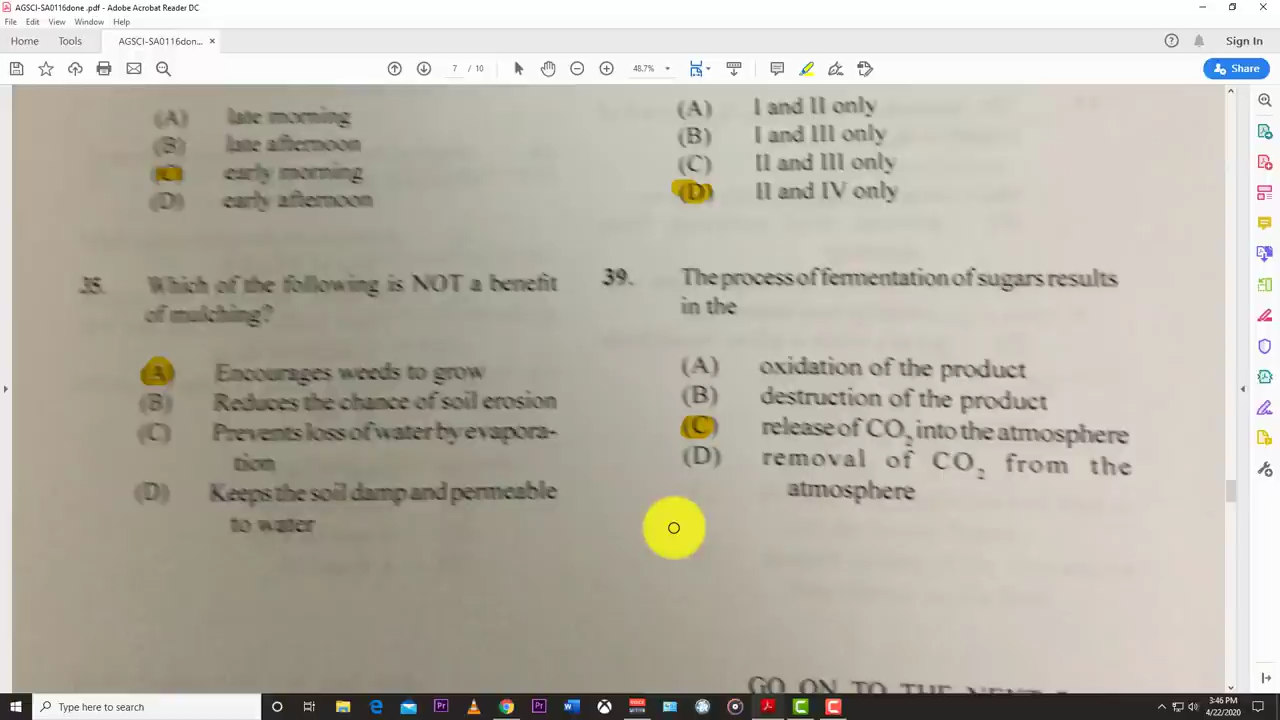 AGSCI-SA0116done .pdf - Adobe Acrobat Reader DC
File Edit View Window Help
Home Tools AGSCI-SA0116don... × Sign In
7 / 10 48.7% Share
(A) late morning
(B) late afternoon
(C) early morning
(D) early afternoon
35. Which of the following is NOT a benefit
of mulching?
(A) Encourages weeds to grow
(B) Reduces the chance of soil erosion
(C) Prevents loss of water by evapora-
tion
(D) Keeps the soil damp and permeable
to water
(A) I and II only
(B) I and III only
(C) II and III only
(D) II and IV only
39. The process of fermentation of sugars results
in the
(A) oxidation of the product
(B) destruction of the product
(C) release of CO₂ into the atmosphere
(D) removal of CO₂ from the
atmosphere
GO ON TO THE NEXT
Type here to search
3:46 PM
4/22/2020